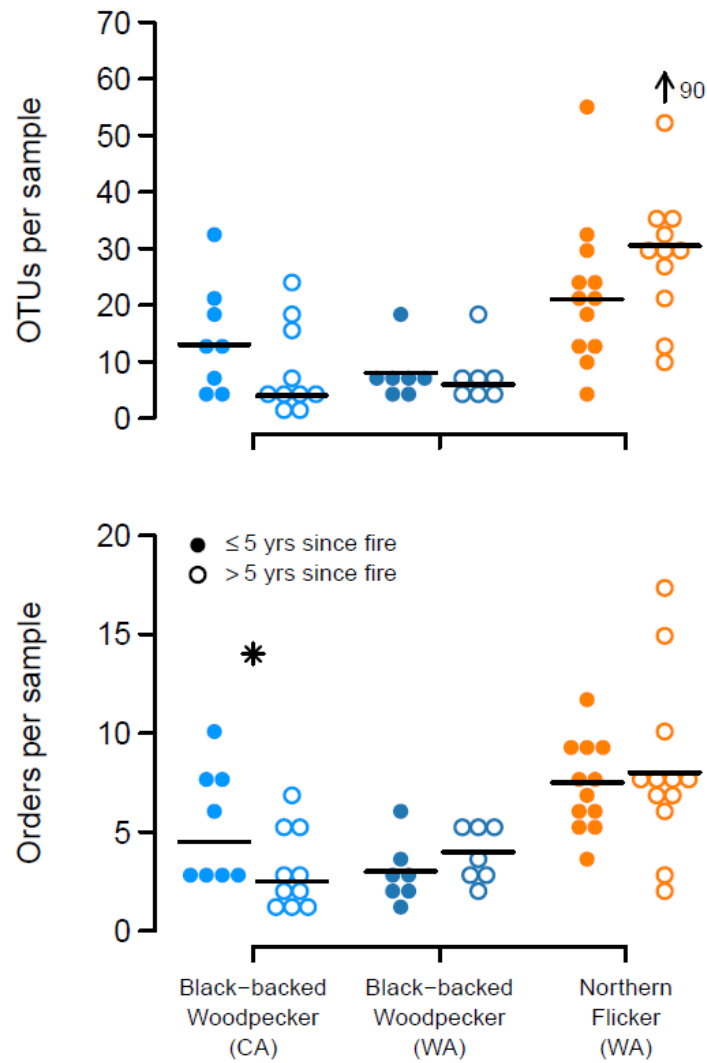 70
60
50
40
30
20
10
0
OTUs per sample
90
20
15
10
5
0
Orders per sample
≤ 5 yrs since fire
> 5 yrs since fire
*
Black−backed
Woodpecker
(CA)
Black−backed
Woodpecker
(WA)
Northern
Flicker
(WA)